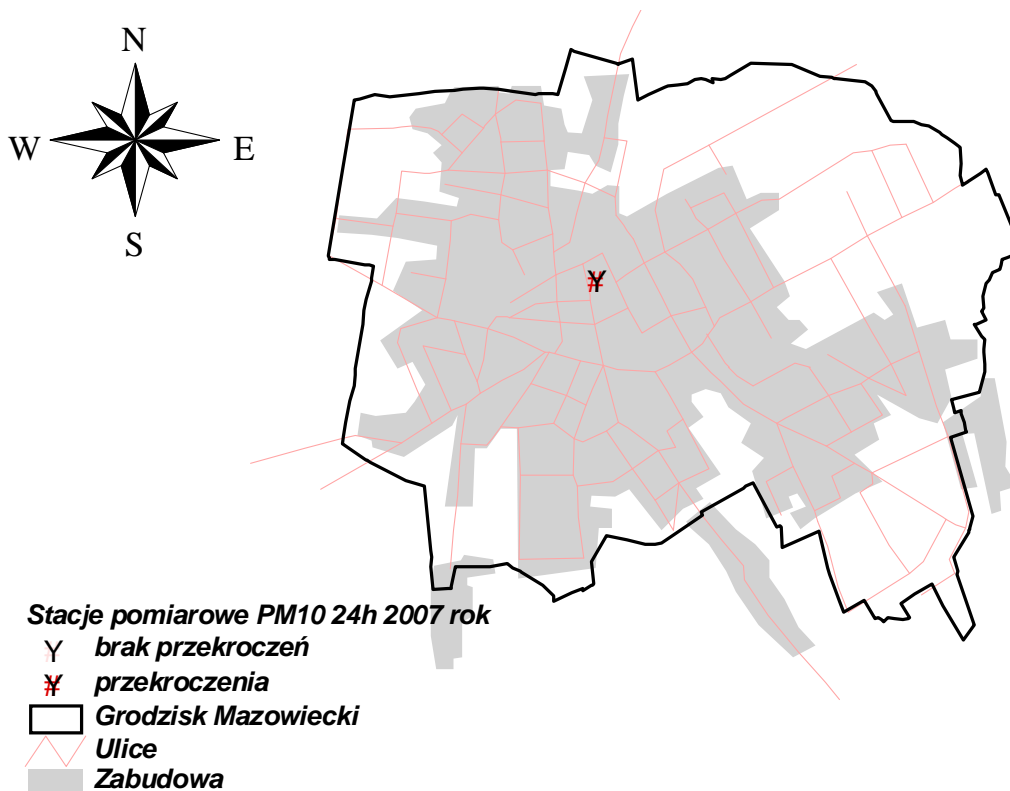 N
W
E
S
Stacje pomiarowe PM10 24h 2007 rok
brak przekroczeń
przekroczenia
Grodzisk Mazowiecki
Ulice
Zabudowa